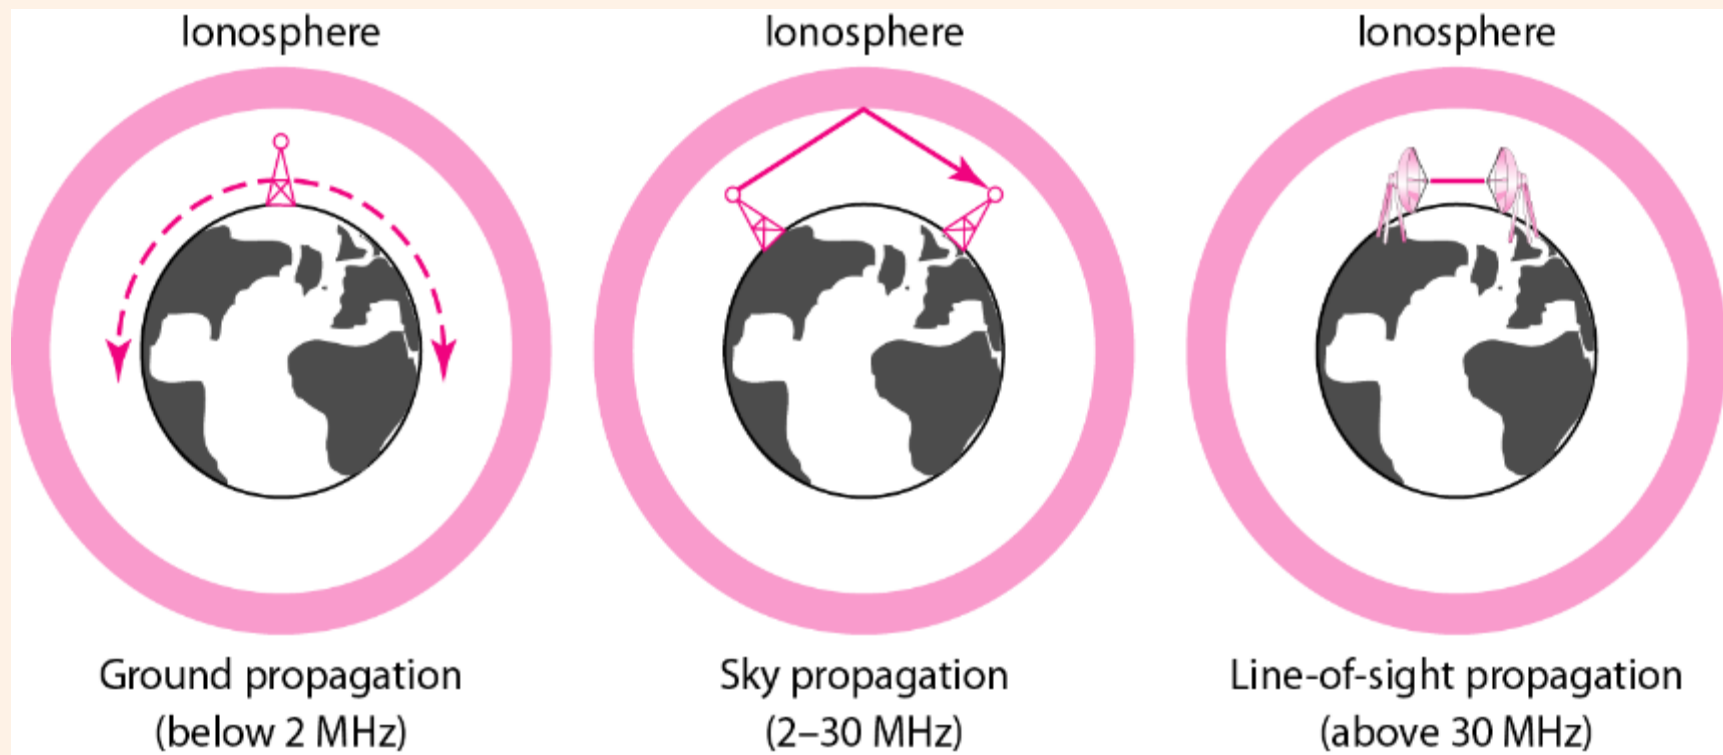 Ionosphere
Ionosphere
Ionosphere
Ground propagation
(below 2 MHz)
Sky propagation
(2–30 MHz)
Line-of-sight propagation
(above 30 MHz)